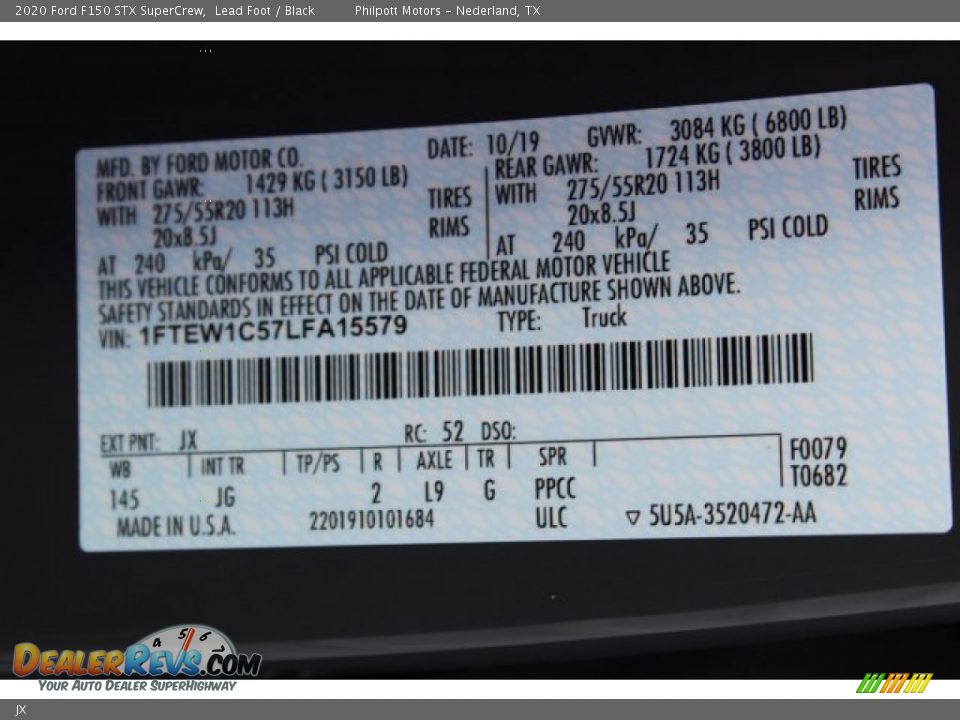 2020 Ford F150 STX SuperCrew, Lead Foot / Black Philpott Motors - Nederland, TX
MFD. BY FORD MOTOR CO. DATE: 10/19 GVWR: 3084 KG ( 6800 LB)
FRONT GAWR: 1429 KG ( 3150 LB) REAR GAWR: 1724 KG ( 3800 LB)
WITH 275/55R20 113H TIRES WITH 275/55R20 113H TIRES
20x8.5J RIMS 20x8.5J RIMS
AT 240 kPa/ 35 PSI COLD AT 240 kPa/ 35 PSI COLD
THIS VEHICLE CONFORMS TO ALL APPLICABLE FEDERAL MOTOR VEHICLE
SAFETY STANDARDS IN EFFECT ON THE DATE OF MANUFACTURE SHOWN ABOVE.
VIN: 1FTEW1C57LFA15579 TYPE: Truck
EXT PNT: JX RC: 52 DSO:
WB INT TR TP/PS R AXLE TR SPR F0079
145 JG 2 L9 G PPCC T0682
MADE IN U.S.A. 2201910101684 ULC ▽ 5U5A-3520472-AA
4 5 6
DEALERREVS.COM
YOUR AUTO DEALER SUPERHIGHWAY
JX